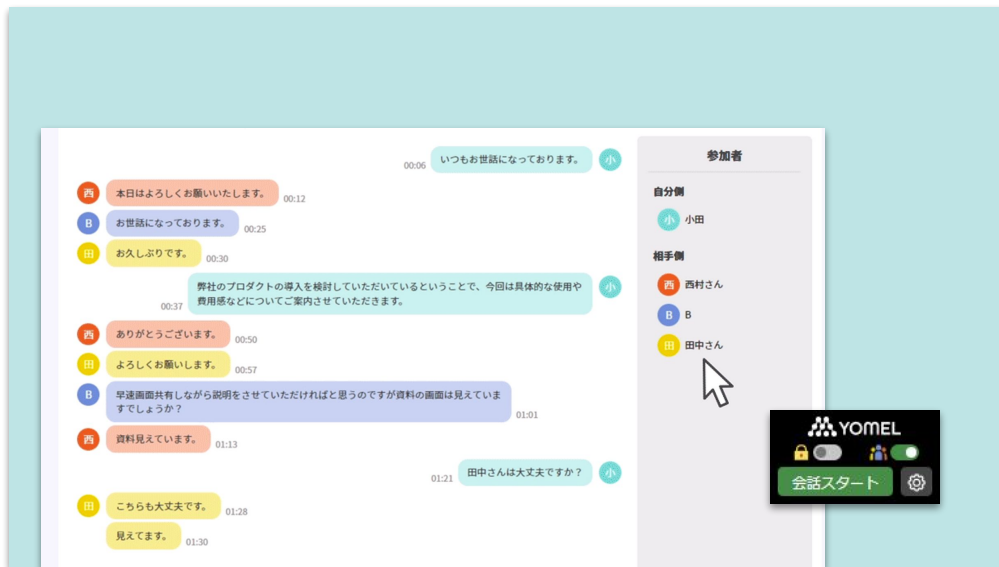 00:06 いつもお世話になっております。 小
西 本日はよろしくお願いいたします。 00:12
B お世話になっております。 00:25
田 お久しぶりです。 00:30
弊社のプロダクトの導入を検討していただいているということで、今回は具体的な使用や
00:37 費用感などについてご案内させていただきます。 小
西 ありがとうございます。 00:50
田 よろしくお願いします。 00:57
B 早速画面共有しながら説明をさせていただければと思うのですが資料の画面は見えていま
すでしょうか？ 01:01
西 資料見えています。 01:13
01:21 田中さんは大丈夫ですか？ 小
田 こちらも大丈夫です。 01:28
見えてます。 01:30
参加者
自分側
小 小田
相手側
西 西村さん
B B
田 田中さん
YOMEL
会話スタート